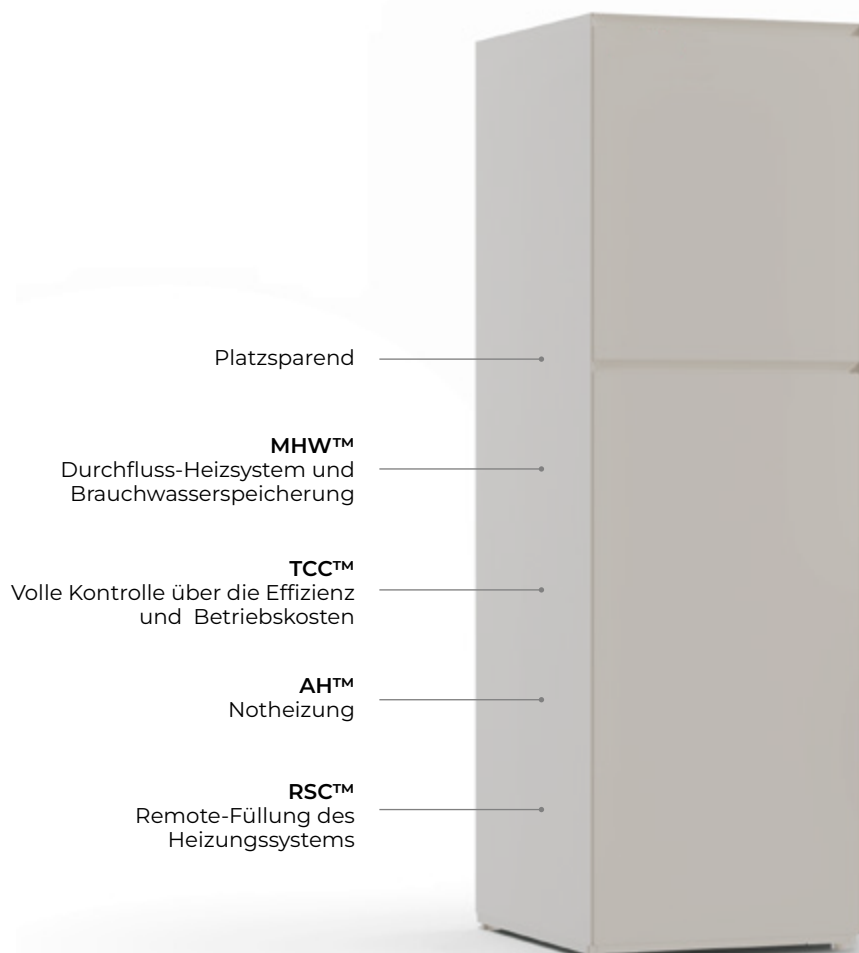 Platzsparend
MHW™
Durchfluss-Heizsystem und
Brauchwasserspeicherung
TCC™
Volle Kontrolle über die Effizienz
und  Betriebskosten
AH™
Notheizung
RSC™
Remote-Füllung des
Heizungssystems